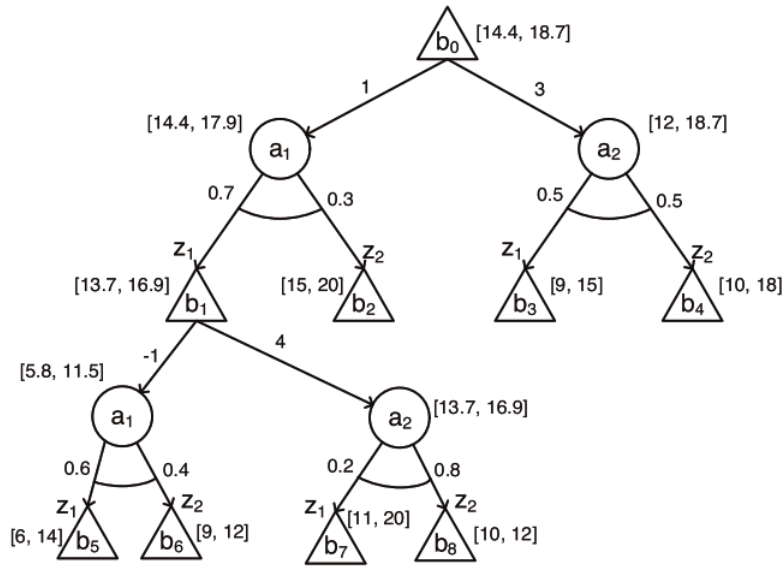 b₀ [14.4, 18.7]
1 3
[14.4, 17.9] a₁ a₂ [12, 18.7]
0.7 0.3 0.5 0.5
z₁ z₂ z₁ z₂
[13.7, 16.9] b₁ [15, 20] b₂ b₃ [9, 15] b₄ [10, 18]
-1 4
[5.8, 11.5] a₁ a₂ [13.7, 16.9]
0.6 0.4 0.2 0.8
z₁ z₂ z₁ z₂
[6, 14] b₅ b₆ [9, 12] b₇ [11, 20] b₈ [10, 12]